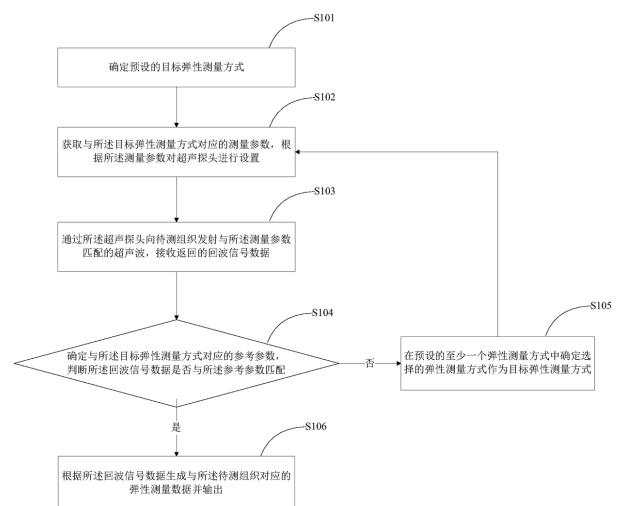 S101
确定预设的目标弹性测量方式
S102
获取与所述目标弹性测量方式对应的测量参数，根
据所述测量参数对超声探头进行设置
S103
通过所述超声探头向待测组织发射与所述测量参数
匹配的超声波，接收返回的回波信号数据
S104
确定与所述目标弹性测量方式对应的参考参数，
判断所述回波信号数据是否与所述参考参数匹配
否
S105
在预设的至少一个弹性测量方式中确定选
择的弹性测量方式作为目标弹性测量方式
是
S106
根据所述回波信号数据生成与所述待测组织对应的
弹性测量数据并输出